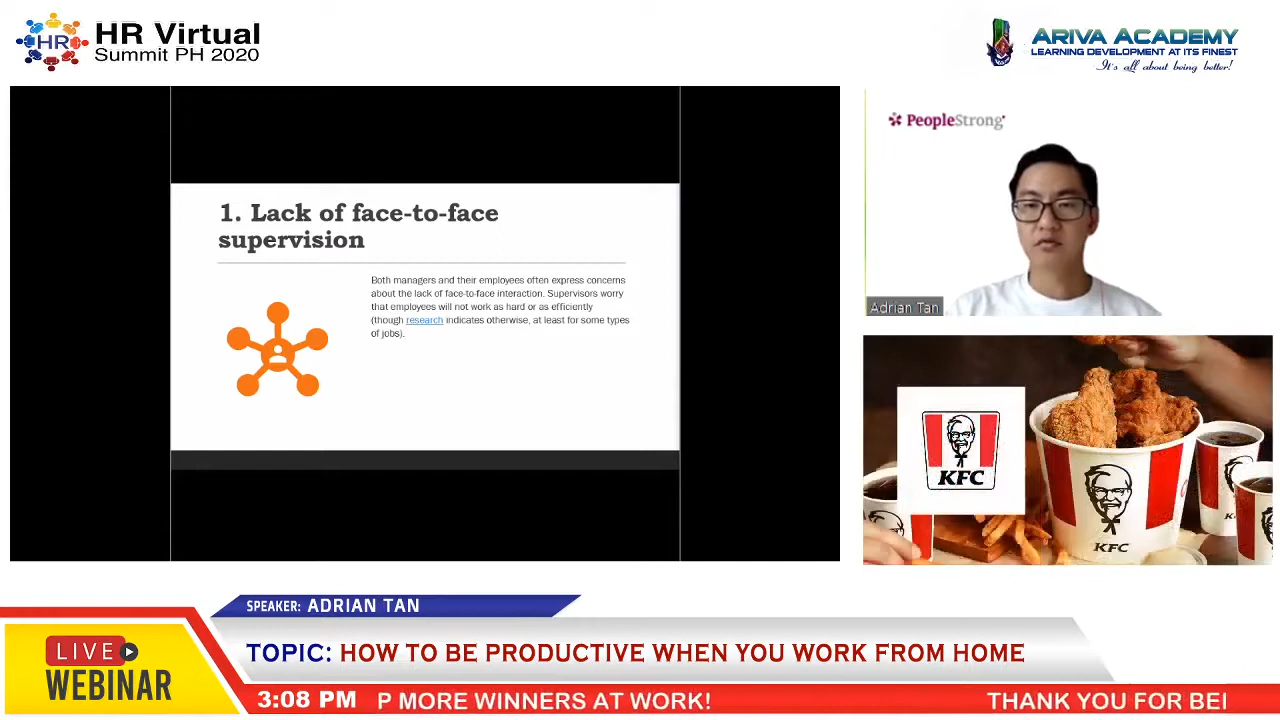 HR Virtual
Summit PH 2020
HR
ARIVA ACADEMY
LEARNING DEVELOPMENT AT ITS FINEST
It's all about being better!
1. Lack of face-to-face
supervision
Both managers and their employees often express concerns
about the lack of face-to-face interaction. Supervisors worry
that employees will not work as hard or as efficiently
(though research indicates otherwise, at least for some types
of jobs).
PeopleStrong
Adrian Tan
KFC
KFC
SPEAKER: ADRIAN TAN
LIVE
WEBINAR
TOPIC: HOW TO BE PRODUCTIVE WHEN YOU WORK FROM HOME
3:08 PM P MORE WINNERS AT WORK! THANK YOU FOR BEI